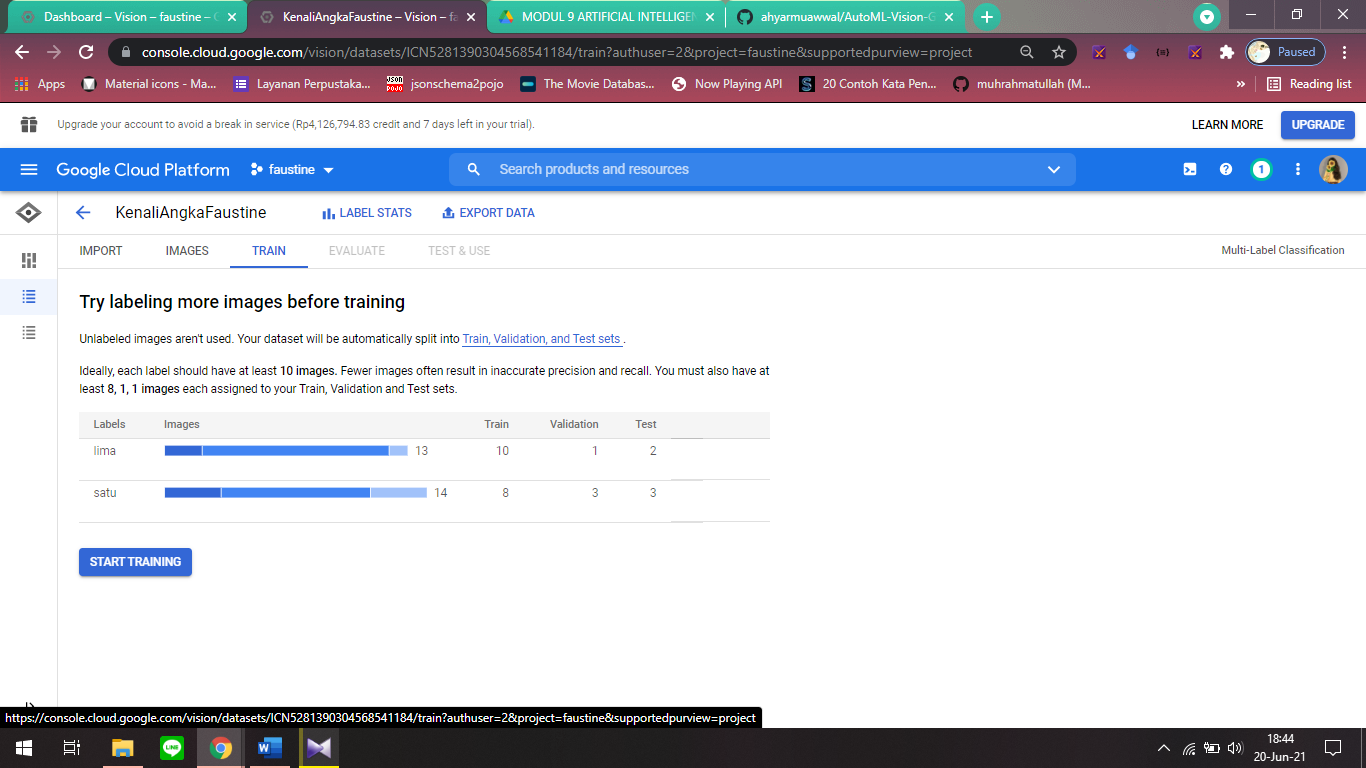 Dashboard – Vision – faustine – G
KenaliAngkaFaustine – Vision – fa
MODUL 9 ARTIFICIAL INTELLIGEN
ahyarmuawwal/AutoML-Vision-G
console.cloud.google.com/vision/datasets/ICN5281390304568541184/train?authuser=2&project=faustine&supportedpurview=project
Paused
Apps
Material icons - Ma...
Layanan Perpustaka...
JSON
POJO
jsonschema2pojo
The Movie Databas...
Now Playing API
20 Contoh Kata Pen...
muhrahmatullah (M...
»
Reading list
Upgrade your account to avoid a break in service (Rp4,126,794.83 credit and 7 days left in your trial).
LEARN MORE
UPGRADE
Google Cloud Platform
faustine
Search products and resources
1
KenaliAngkaFaustine
LABEL STATS
EXPORT DATA
IMPORT
IMAGES
TRAIN
EVALUATE
TEST & USE
Multi-Label Classification
Try labeling more images before training
Unlabeled images aren't used. Your dataset will be automatically split into Train, Validation, and Test sets .
Ideally, each label should have at least 10 images. Fewer images often result in inaccurate precision and recall. You must also have at
least 8, 1, 1 images each assigned to your Train, Validation and Test sets.
Labels Images Train Validation Test
lima 13 10 1 2
satu 14 8 3 3
START TRAINING
https://console.cloud.google.com/vision/datasets/ICN5281390304568541184/train?authuser=2&project=faustine&supportedpurview=project
LINE
18:44
20-Jun-21